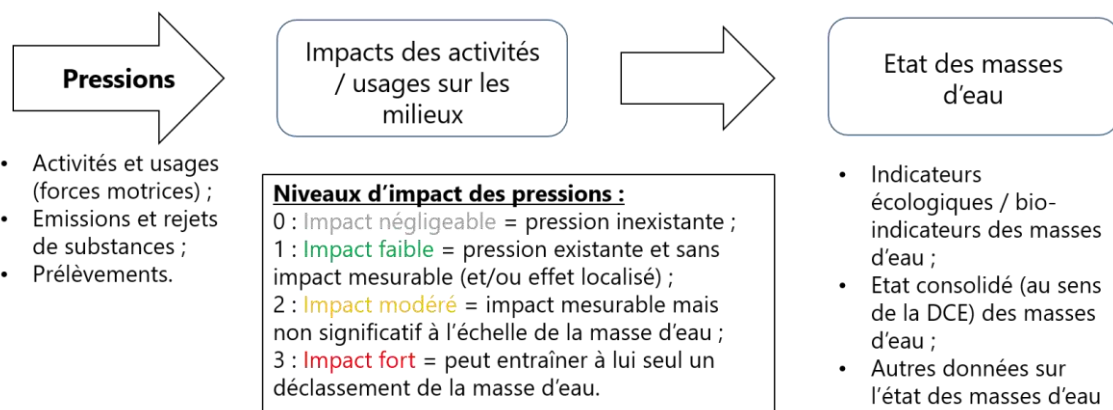 Pressions
• Activités et usages
(forces motrices) ;
• Emissions et rejets
de substances ;
• Prélèvements.
Impacts des activités
/ usages sur les
milieux
Niveaux d'impact des pressions :
0 : Impact négligeable = pression inexistante ;
1 : Impact faible = pression existante et sans
impact mesurable (et/ou effet localisé) ;
2 : Impact modéré = impact mesurable mais
non significatif à l'échelle de la masse d'eau ;
3 : Impact fort = peut entraîner à lui seul un
déclassement de la masse d'eau.
Etat des masses
d'eau
• Indicateurs
écologiques / bio-
indicateurs des masses
d'eau ;
• Etat consolidé (au sens
de la DCE) des masses
d'eau ;
• Autres données sur
l'état des masses d'eau